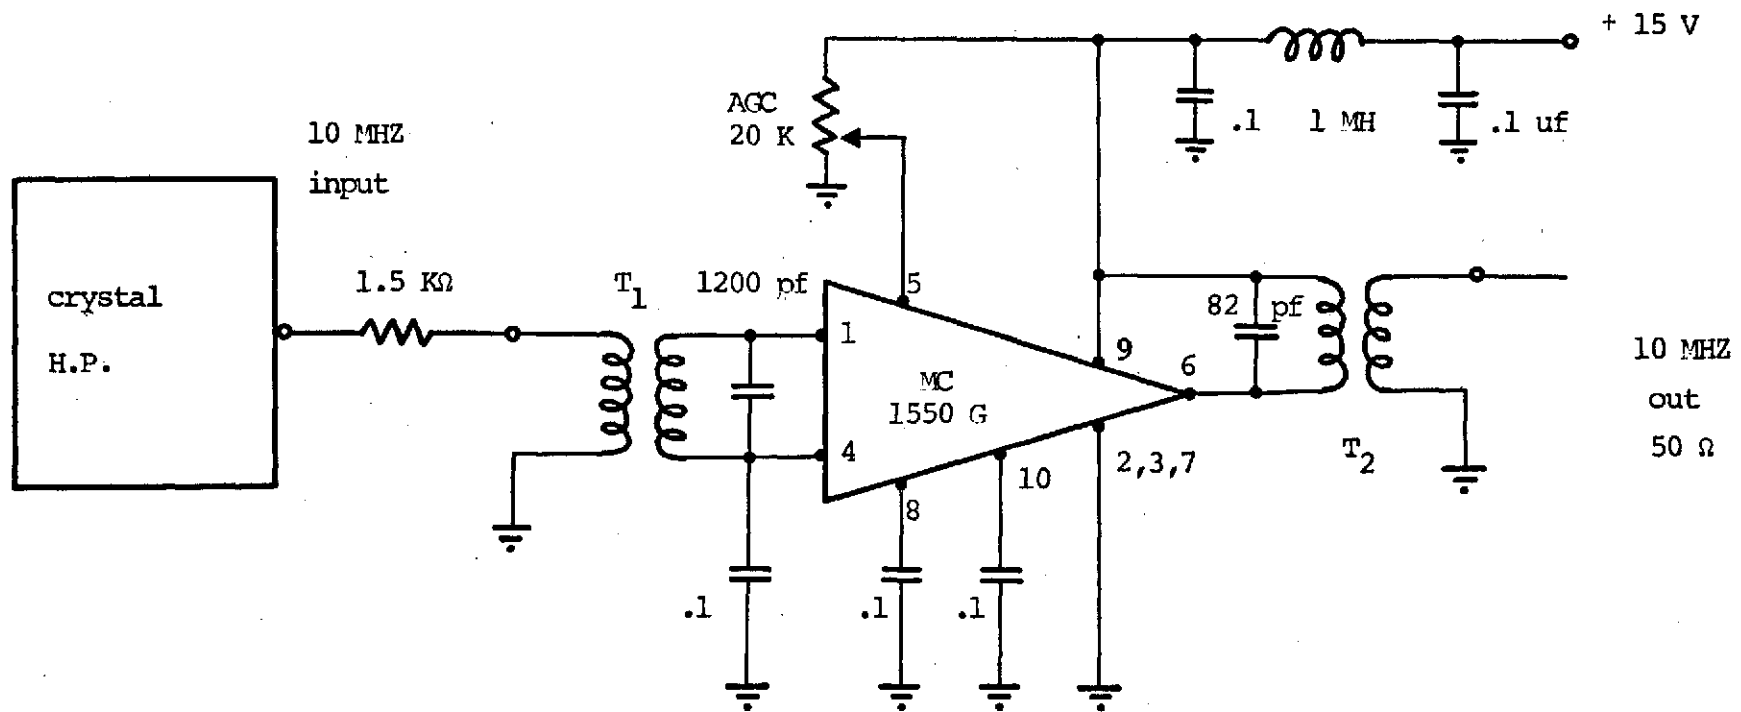 + 15 V
AGC
20 K
.1
1 MH
.1 uf
10 MHZ
input
crystal
H.P.
1.5 KΩ
T1
1200 pf
5
1
4
MC
1550 G
9
6
82 pf
10 MHZ
out
50 Ω
T2
2,3,7
10
8
.1
.1
.1